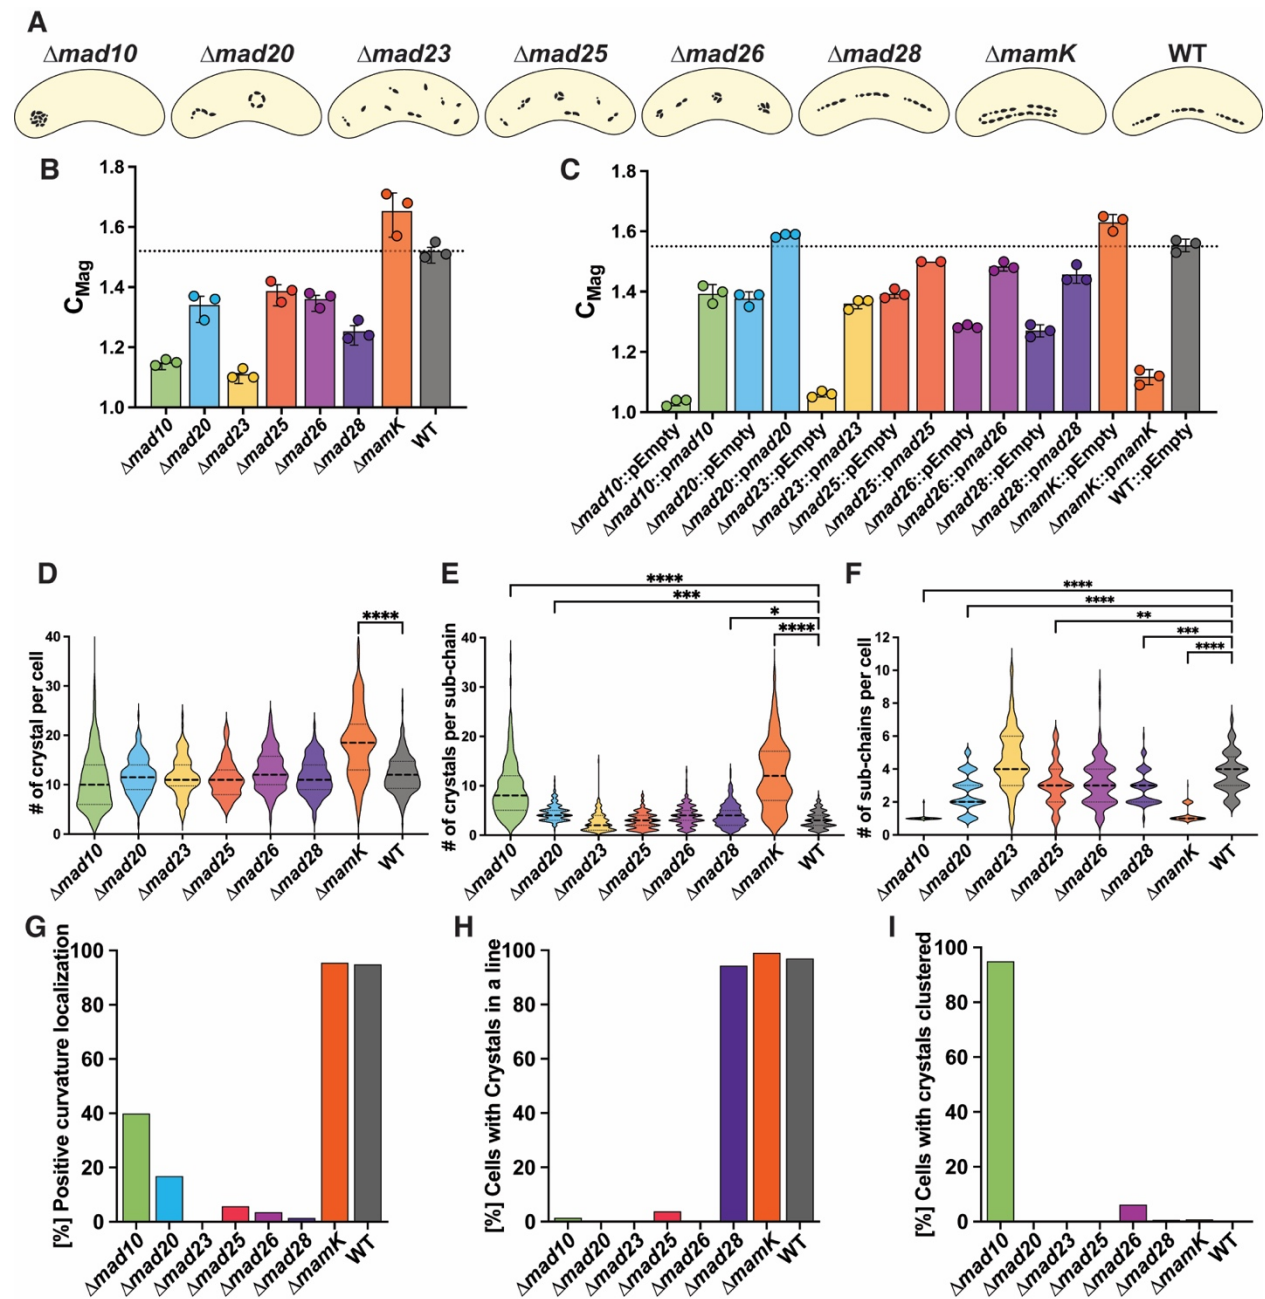 A
Δmad10 Δmad20 Δmad23 Δmad25 Δmad26 Δmad28 ΔmamK WT
B
CMag
1.8
1.6
1.4
1.2
1.0
Δmad10 Δmad20 Δmad23 Δmad25 Δmad26 Δmad28 ΔmamK WT
C
CMag
1.8
1.6
1.4
1.2
1.0
Δmad10::pEmpty
Δmad10::pmad10
Δmad20::pEmpty
Δmad20::pmad20
Δmad23::pEmpty
Δmad23::pmad23
Δmad25::pEmpty
Δmad25::pmad25
Δmad26::pEmpty
Δmad26::pmad26
Δmad28::pEmpty
Δmad28::pmad28
ΔmamK::pEmpty
ΔmamK::pmamK
WT::pEmpty
D
# of crystal per cell
40
30
20
10
0
****
Δmad10 Δmad20 Δmad23 Δmad25 Δmad26 Δmad28 ΔmamK WT
E
# of crystals per sub-chain
40
30
20
10
0
****
***
*
****
Δmad10 Δmad20 Δmad23 Δmad25 Δmad26 Δmad28 ΔmamK WT
F
# of sub-chains per cell
12
10
8
6
4
2
0
****
****
**
***
****
Δmad10 Δmad20 Δmad23 Δmad25 Δmad26 Δmad28 ΔmamK WT
G
[%] Positive curvature localization
100
80
60
40
20
0
Δmad10 Δmad20 Δmad23 Δmad25 Δmad26 Δmad28 ΔmamK WT
H
[%] Cells with Crystals in a line
100
80
60
40
20
0
Δmad10 Δmad20 Δmad23 Δmad25 Δmad26 Δmad28 ΔmamK WT
I
[%] Cells with crystals clustered
100
80
60
40
20
0
Δmad10 Δmad20 Δmad23 Δmad25 Δmad26 Δmad28 ΔmamK WT